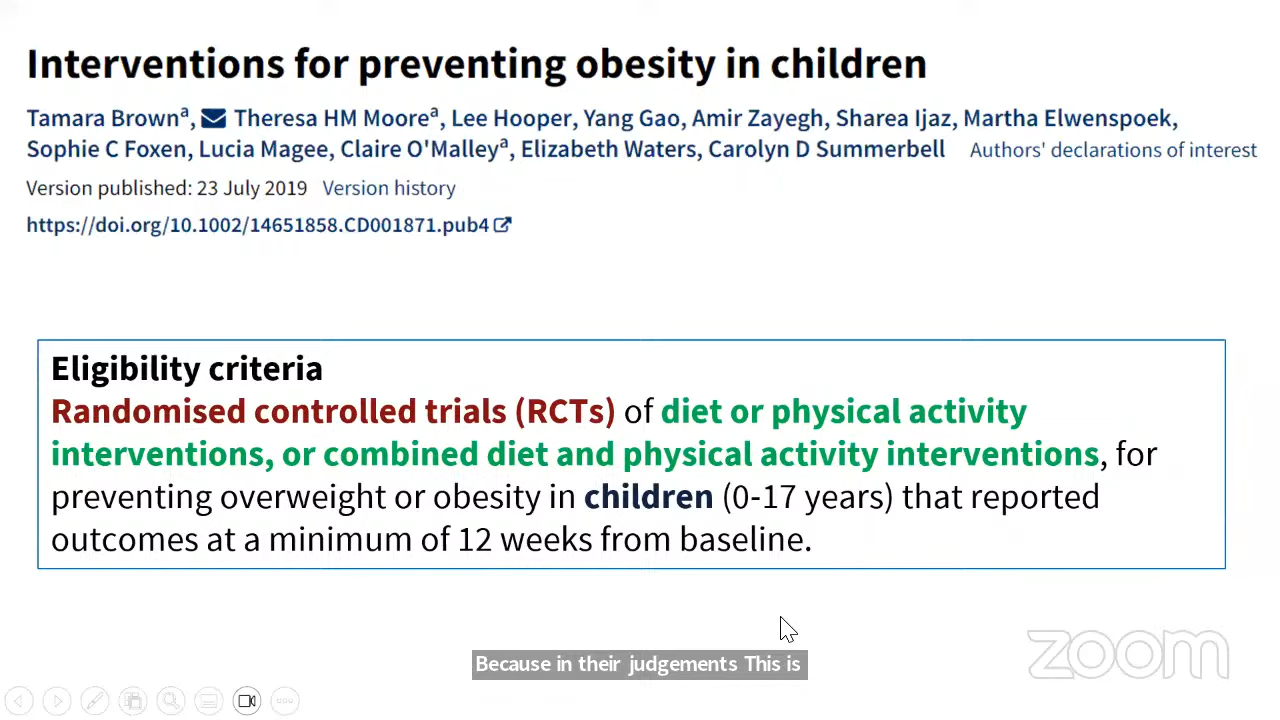 Interventions for preventing obesity in children
Tamara Brownᵃ, Theresa HM Mooreᵃ, Lee Hooper, Yang Gao, Amir Zayegh, Sharea Ijaz, Martha Elwenspoek,
Sophie C Foxen, Lucia Magee, Claire O'Malleyᵃ, Elizabeth Waters, Carolyn D Summerbell Authors' declarations of interest
Version published: 23 July 2019 Version history
https://doi.org/10.1002/14651858.CD001871.pub4
Eligibility criteria
Randomised controlled trials (RCTs) of diet or physical activity
interventions, or combined diet and physical activity interventions, for
preventing overweight or obesity in children (0-17 years) that reported
outcomes at a minimum of 12 weeks from baseline.
zoom
Because in their judgements This is